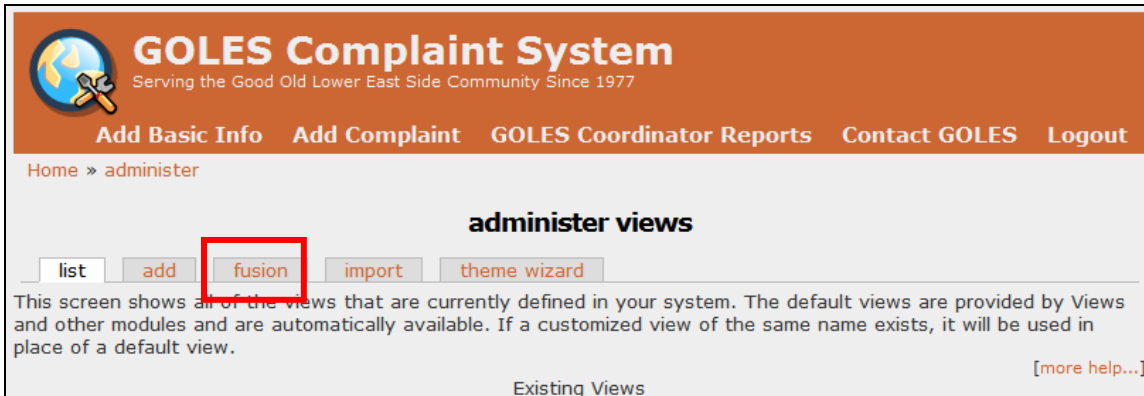 GOLES Complaint System
Serving the Good Old Lower East Side Community Since 1977
Add Basic Info Add Complaint GOLES Coordinator Reports Contact GOLES Logout
Home » administer
administer views
list add fusion import theme wizard
This screen shows all of the views that are currently defined in your system. The default views are provided by Views
and other modules and are automatically available. If a customized view of the same name exists, it will be used in
place of a default view.
[more help...]
Existing Views